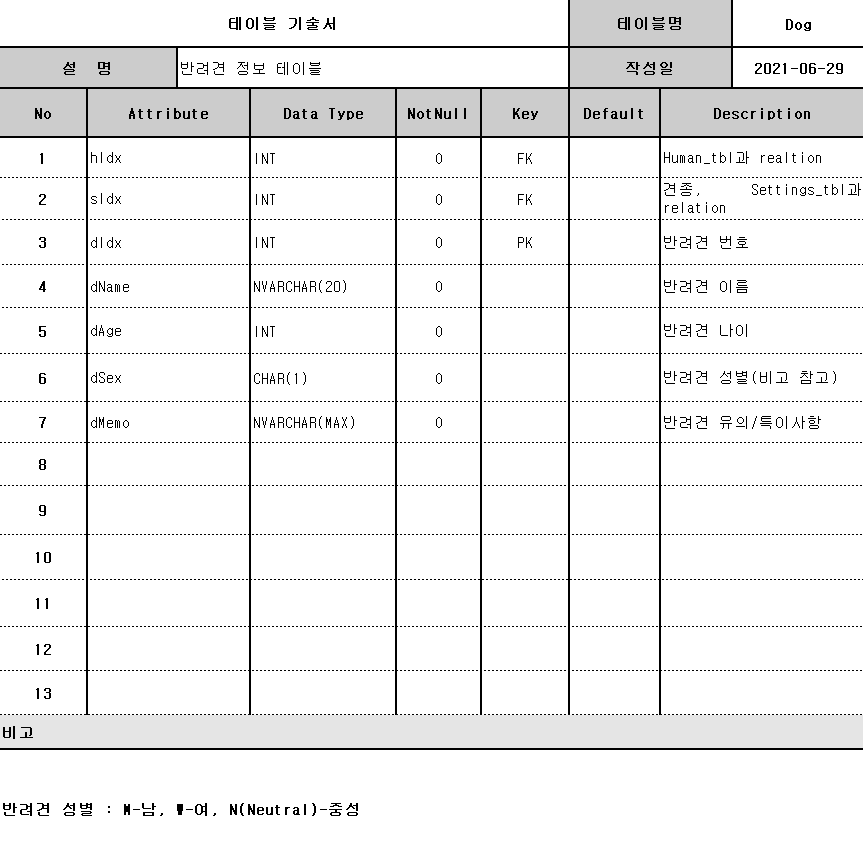 테이블 기술서 테이블명 Dog
설 명 반려견 정보 테이블 작성일 2021-06-29
No Attribute Data Type NotNull Key Default Description
1 hIdx INT O FK Human_tbl과 realtion
2 sIdx INT O FK 견종, Settings_tbl과
relation
3 dIdx INT O PK 반려견 번호
4 dName NVARCHAR(20) O 반려견 이름
5 dAge INT O 반려견 나이
6 dSex CHAR(1) O 반려견 성별(비고 참고)
7 dMemo NVARCHAR(MAX) O 반려견 유의/특이사항
8
9
10
11
12
13
비고
반려견 성별 : M-남, W-여, N(Neutral)-중성